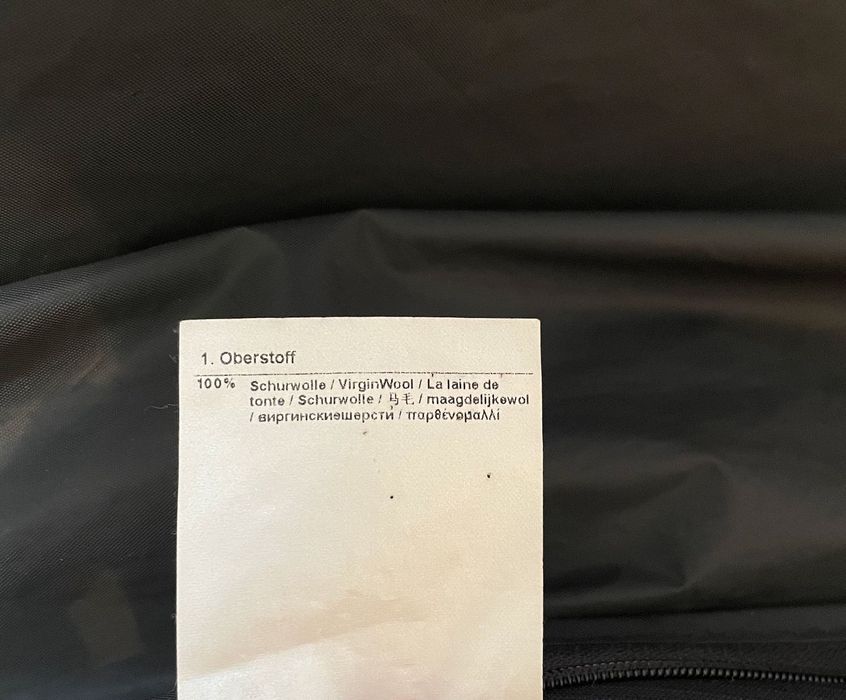 1. Oberstoff
100% Schurwolle / VirginWool / La laine de
tonte / Schurwolle / 马毛 / maagdelijkewol
/ виргинскиешерсти / παρθένομαλλί